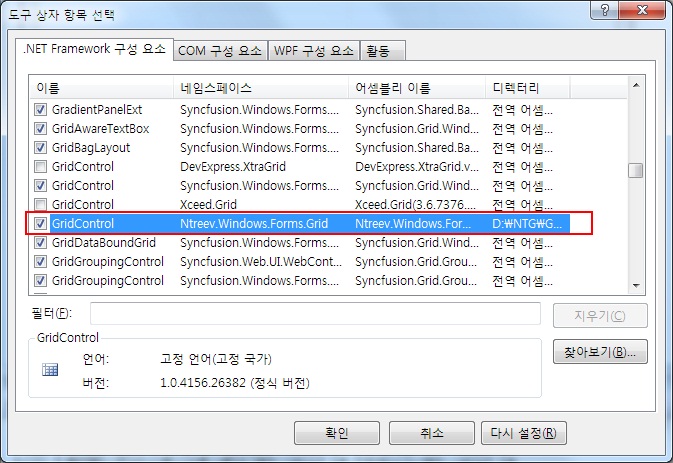 도구 상자 항목 선택
.NET Framework 구성 요소 COM 구성 요소 WPF 구성 요소 활동
이름 네임스페이스 어셈블리 이름 디렉터리
GradientPanelExt Syncfusion.Windows.Forms.... Syncfusion.Shared.Ba... 전역 어셈...
GridAwareTextBox Syncfusion.Windows.Forms.... Syncfusion.Grid.Wind... 전역 어셈...
GridBagLayout Syncfusion.Windows.Forms.... Syncfusion.Shared.Ba... 전역 어셈...
GridControl DevExpress.XtraGrid DevExpress.XtraGrid.v... 전역 어셈...
GridControl Syncfusion.Windows.Forms.... Syncfusion.Grid.Wind... 전역 어셈...
GridControl Xceed.Grid Xceed.Grid(3.6.7376.... 전역 어셈...
GridControl Ntreev.Windows.Forms.Grid Ntreev.Windows.For... D:₩NTG₩G...
GridDataBoundGrid Syncfusion.Windows.Forms.... Syncfusion.Grid.Wind... 전역 어셈...
GridGroupingControl Syncfusion.Web.UI.WebCont... Syncfusion.Grid.Grou... 전역 어셈...
GridGroupingControl Syncfusion.Windows.Forms.... Syncfusion.Grid.Grou... 전역 어셈...
필터(F): 지우기(C)
GridControl
언어: 고정 언어(고정 국가) 찾아보기(B)...
버전: 1.0.4156.26382 (정식 버전)
확인 취소 다시 설정(R)